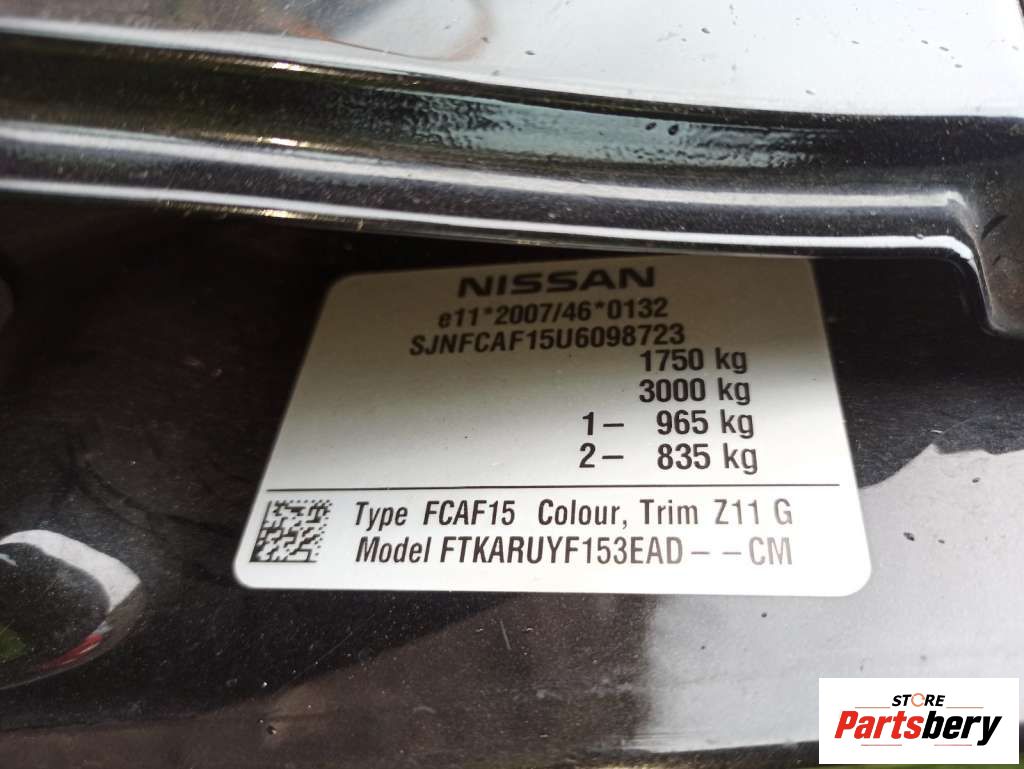 NISSAN
e11*2007/46*0132
SJNFCAF15U6098723
1750 kg
3000 kg
1– 965 kg
2– 835 kg
Type FCAF15 Colour, Trim Z11 G
Model FTKARUYF153EAD – – CM
STORE
Partsbery